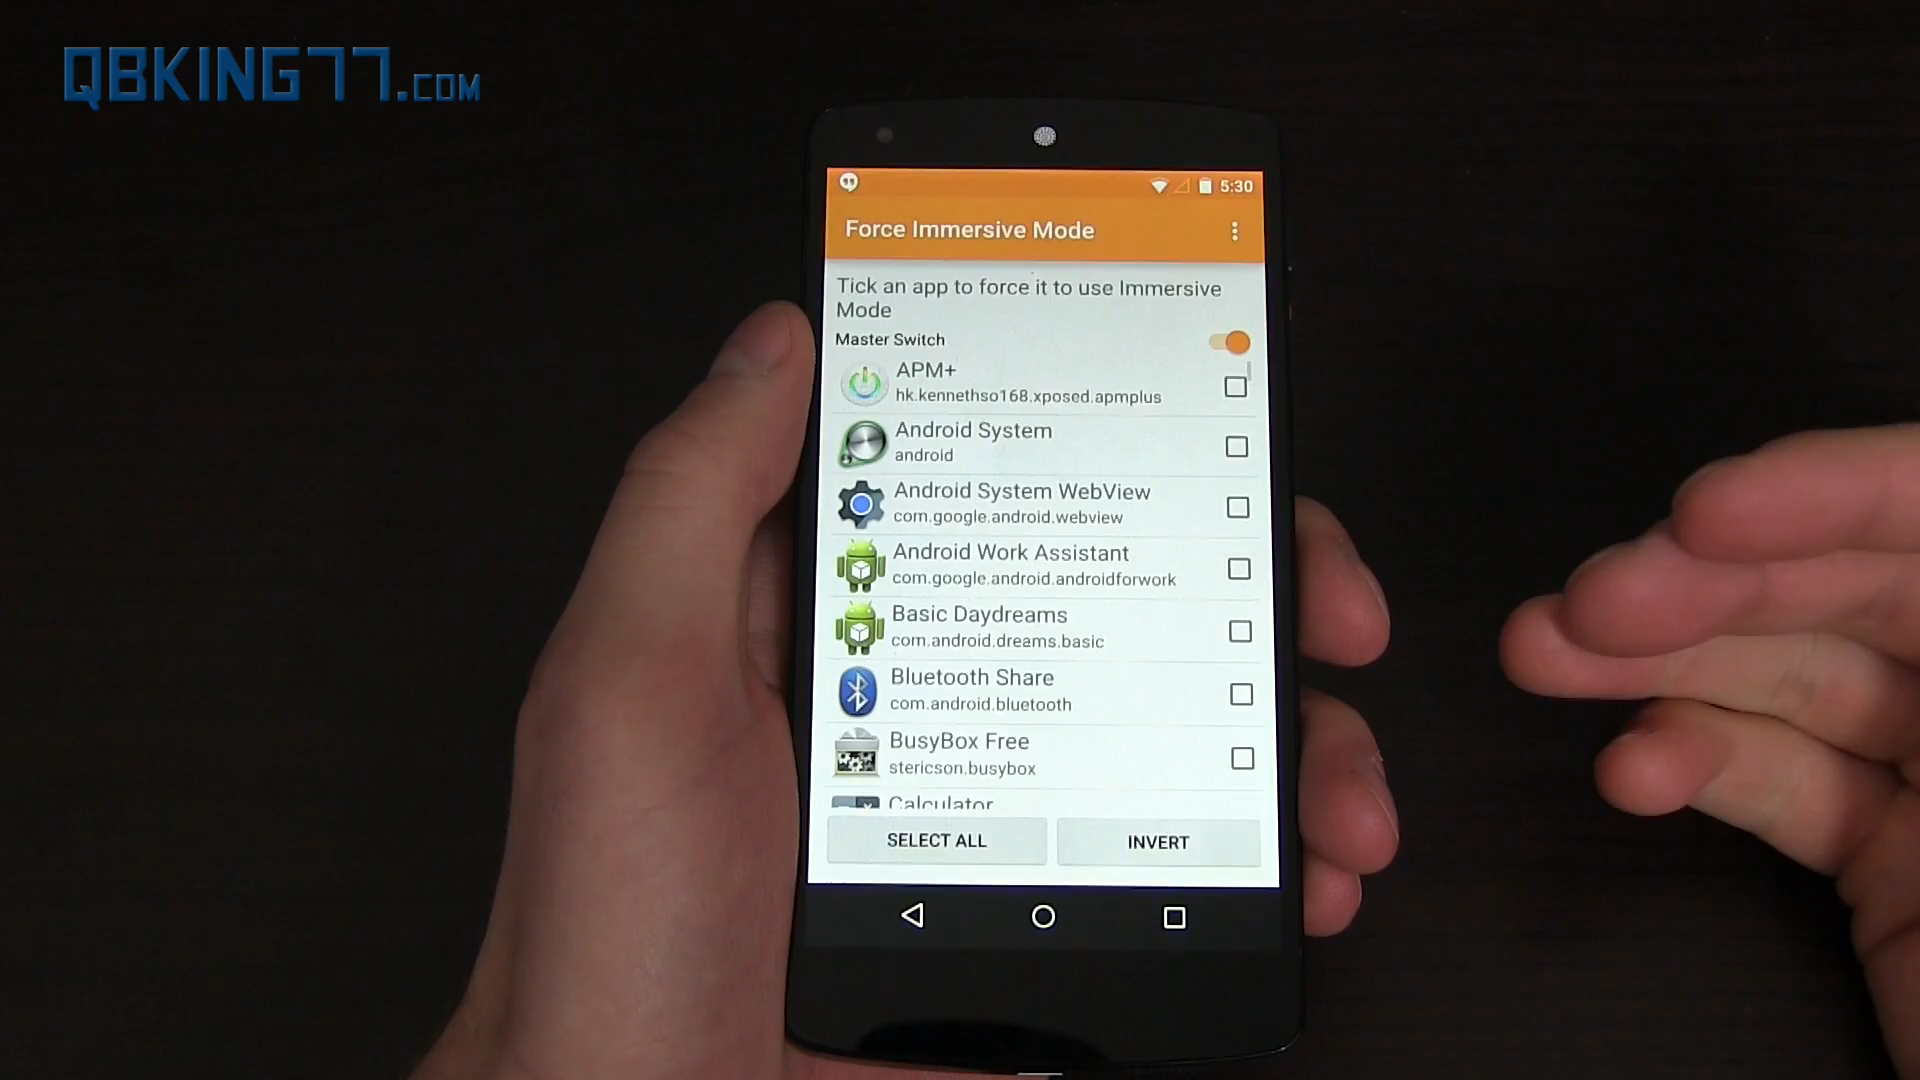 QBKING77.COM
5:30
Force Immersive Mode
Tick an app to force it to use Immersive
Mode
Master Switch
APM+
hk.kennethso168.xposed.apmplus
Android System
android
Android System WebView
com.google.android.webview
Android Work Assistant
com.google.android.androidforwork
Basic Daydreams
com.android.dreams.basic
Bluetooth Share
com.android.bluetooth
BusyBox Free
stericson.busybox
Calculator
SELECT ALL
INVERT